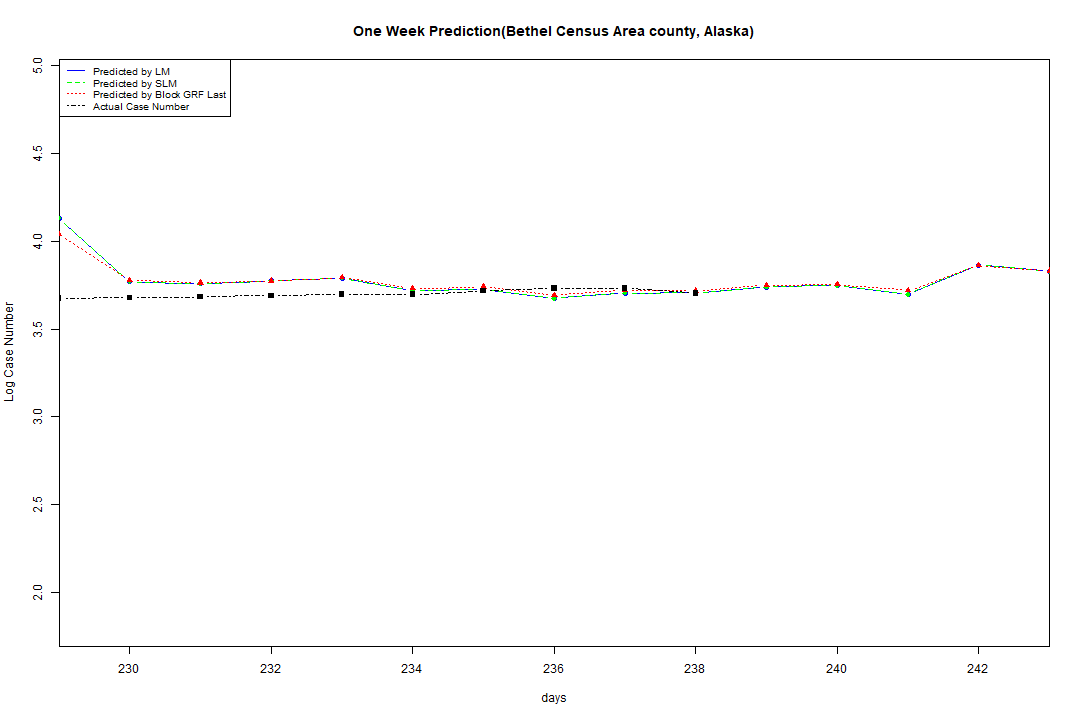 One Week Prediction(Bethel Census Area county, Alaska)
Predicted by LM
Predicted by SLM
Predicted by Block GRF Last
Actual Case Number
5.0
4.5
4.0
3.5
3.0
2.5
2.0
Log Case Number
230 232 234 236 238 240 242
days